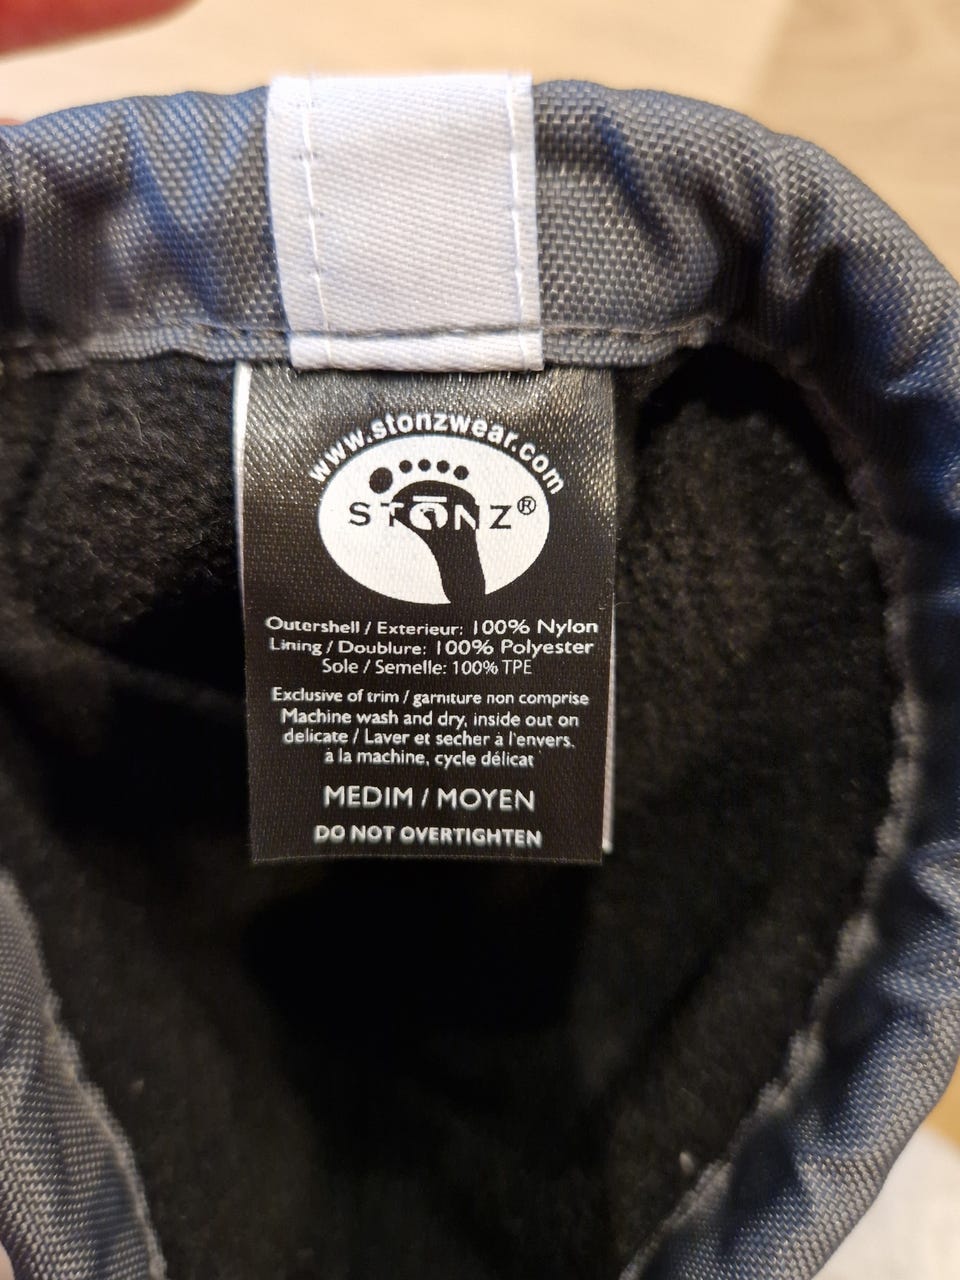 www.stonzwear.com
STŌNZ®
Outershell / Exterieur: 100% Nylon
Lining / Doublure: 100% Polyester
Sole / Semelle: 100% TPE
Exclusive of trim / garniture non comprise
Machine wash and dry, inside out on
delicate / Laver et secher à l'envers.
à la machine, cycle délicat
MEDIM / MOYEN
DO NOT OVERTIGHTEN